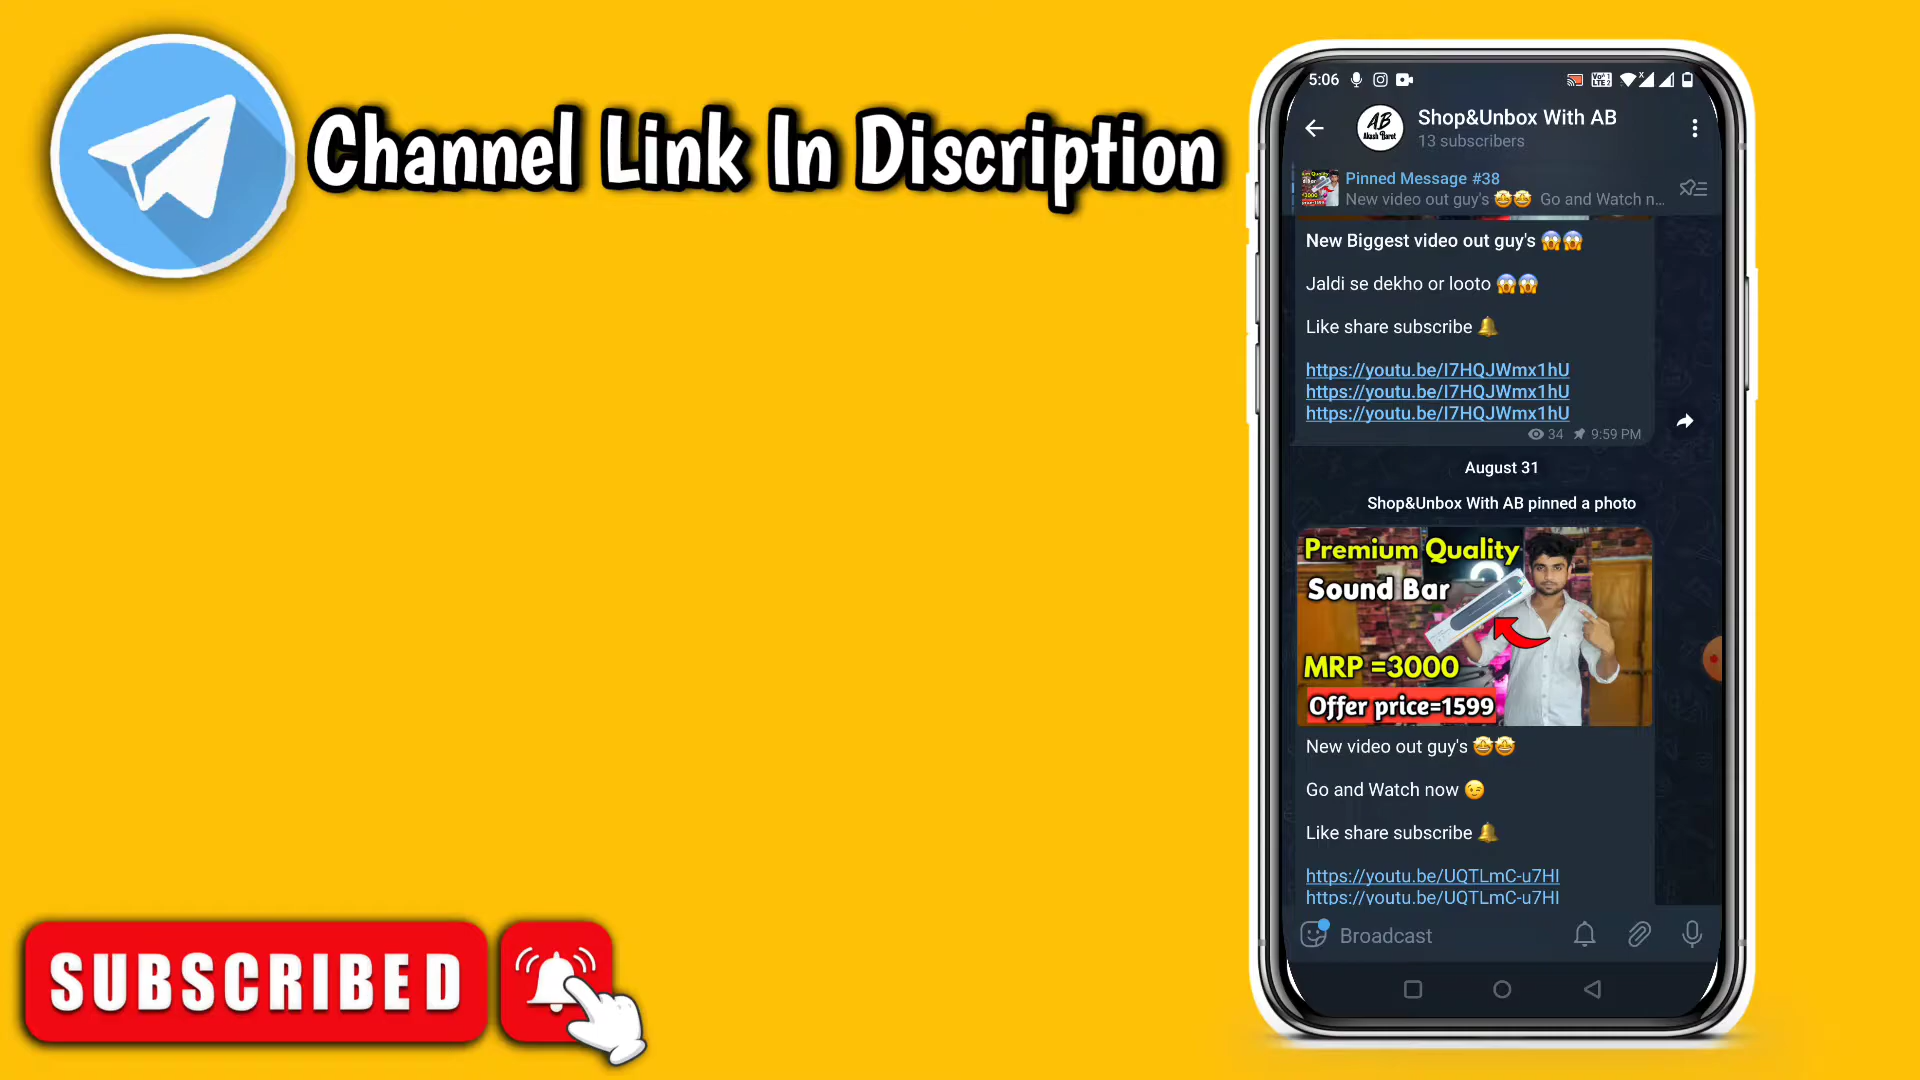 Channel Link In Discription
5:06
Shop&Unbox With AB
13 subscribers
AB
Akash Barot
Pinned Message #38
New video out guy's 🤩🤩 Go and Watch n...
New Biggest video out guy's 😱😱
Jaldi se dekho or looto 😱😱
Like share subscribe 🔔
https://youtu.be/I7HQJWmx1hU
https://youtu.be/I7HQJWmx1hU
https://youtu.be/I7HQJWmx1hU
34 9:59 PM
August 31
Shop&Unbox With AB pinned a photo
Premium Quality
Sound Bar
MRP =3000
Offer price=1599
New video out guy's 🤩🤩
Go and Watch now 😉
Like share subscribe 🔔
https://youtu.be/UQTLmC-u7HI
https://youtu.be/UQTLmC-u7HI
Broadcast
SUBSCRIBED